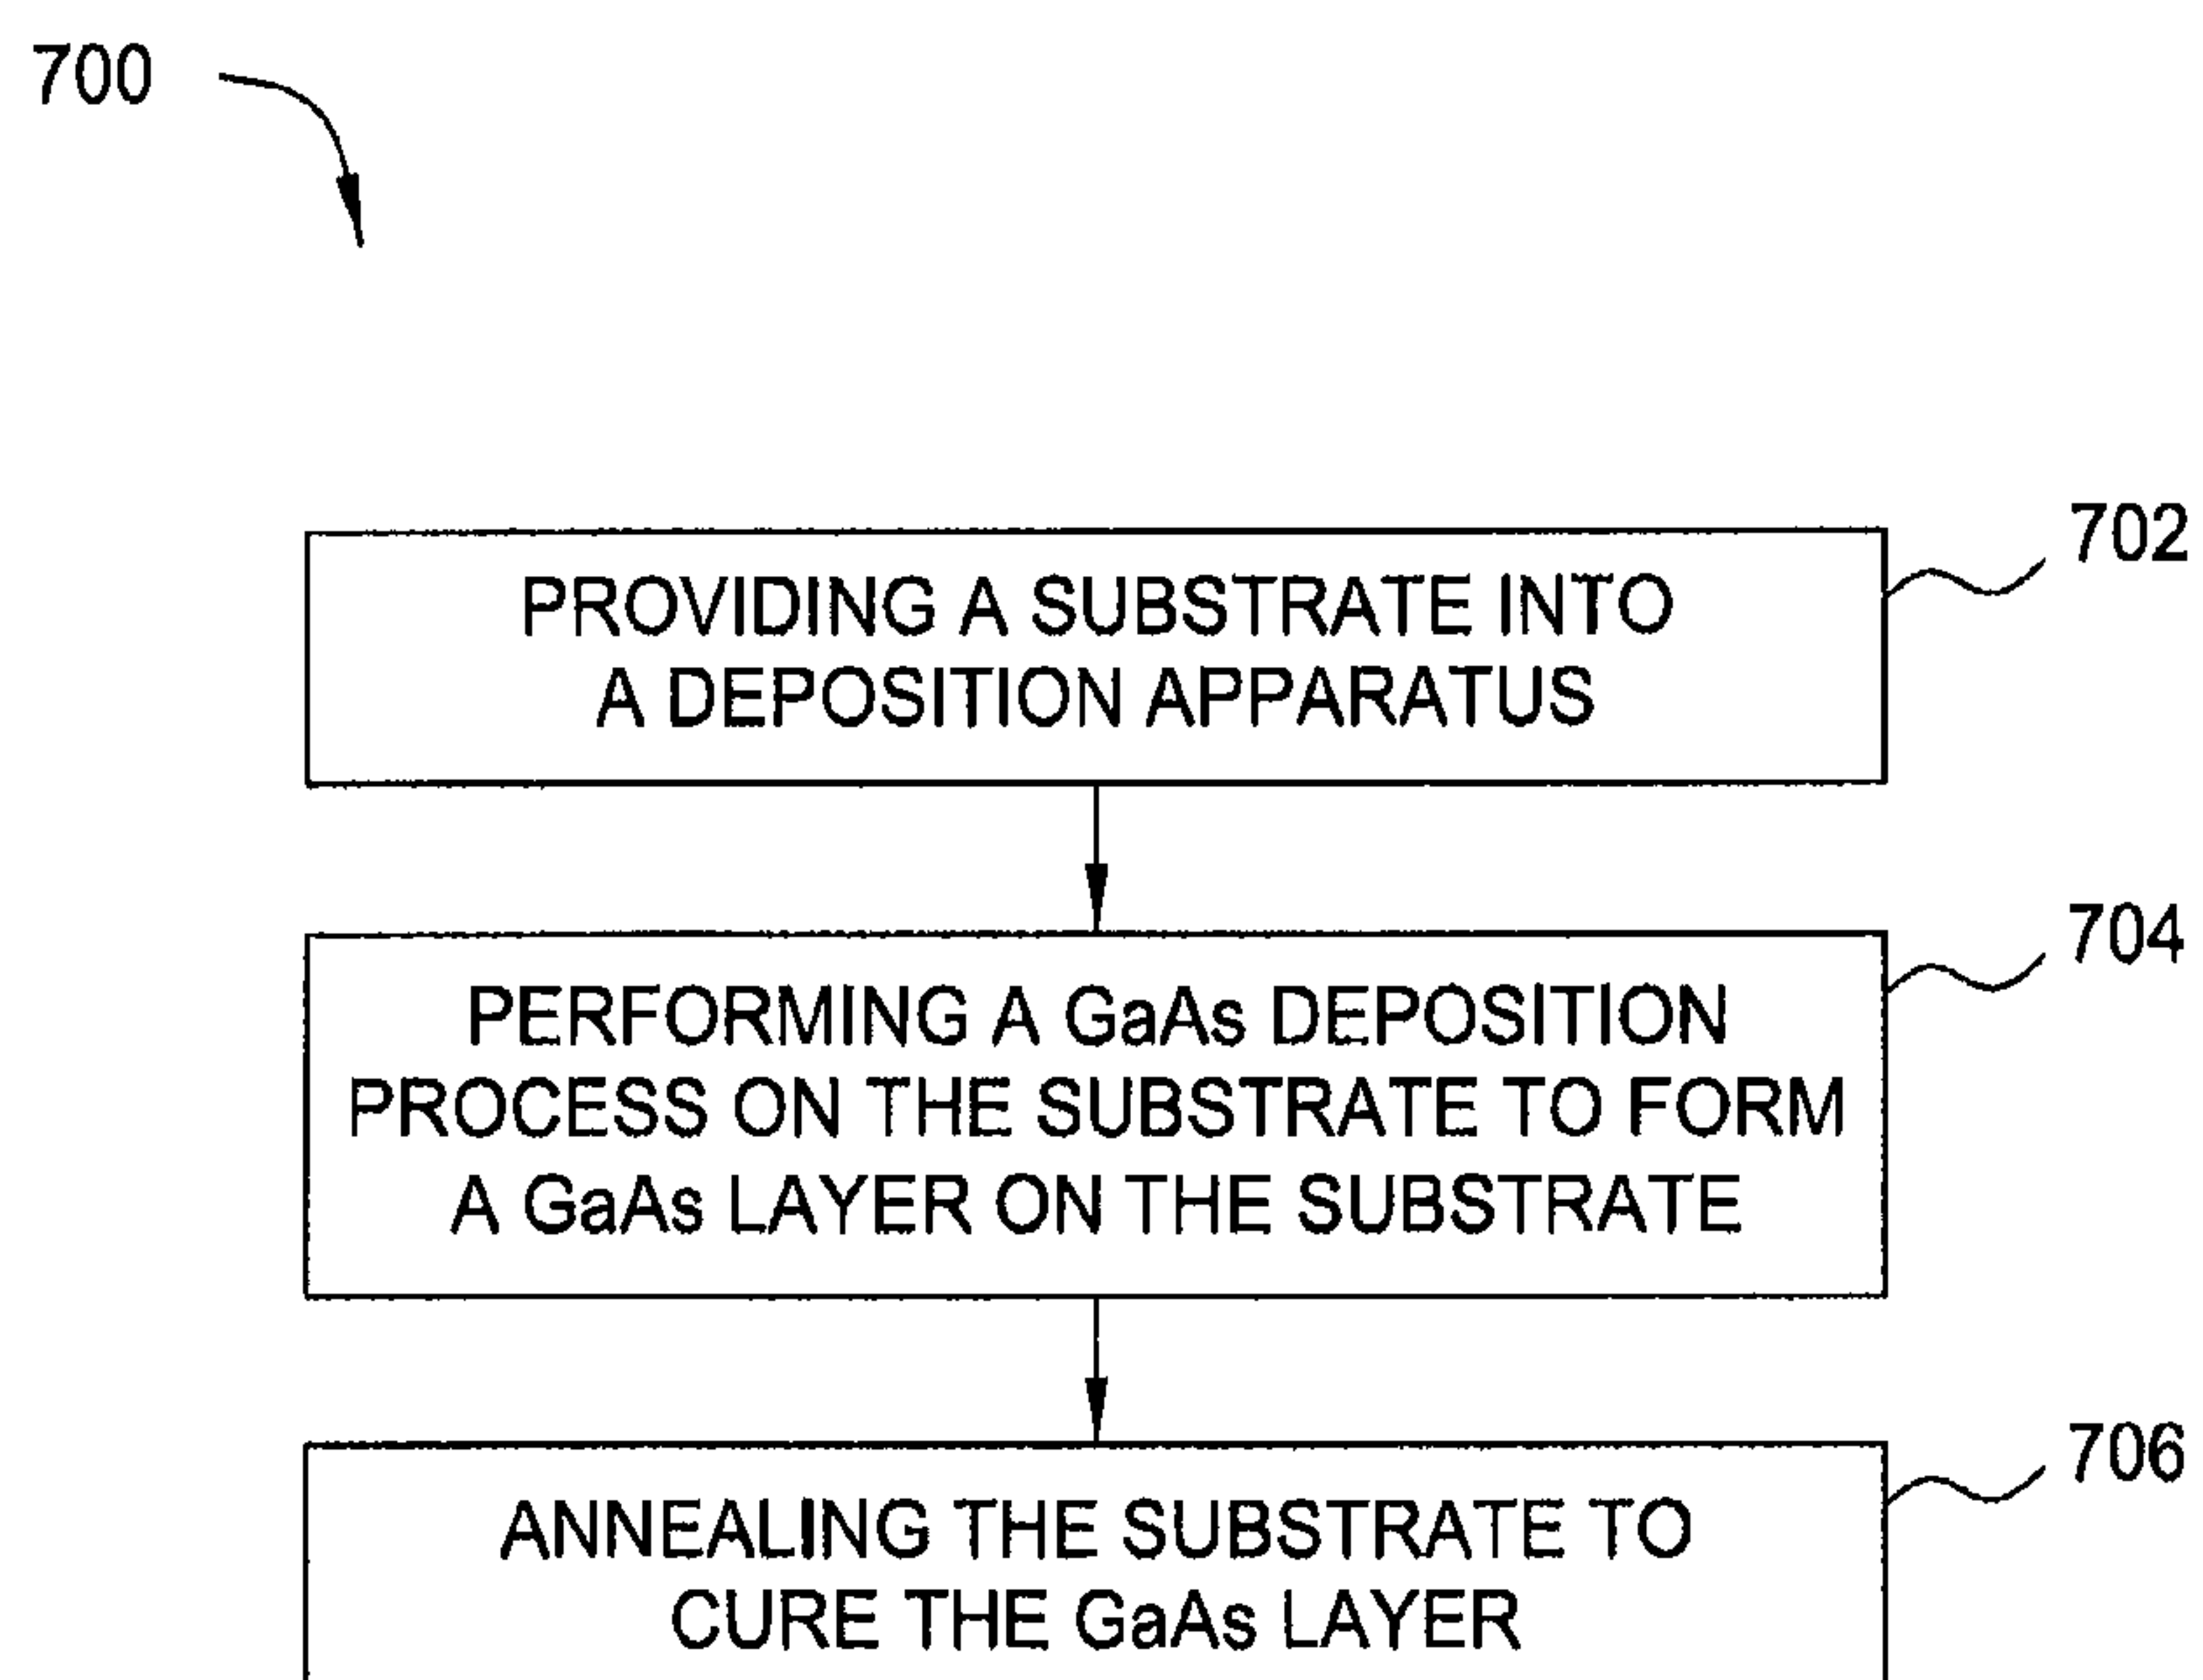 700
702
PROVIDING A SUBSTRATE INTO
A DEPOSITION APPARATUS
704
PERFORMING A GaAs DEPOSITION
PROCESS ON THE SUBSTRATE TO FORM
A GaAs LAYER ON THE SUBSTRATE
706
ANNEALING THE SUBSTRATE TO
CURE THE GaAs LAYER